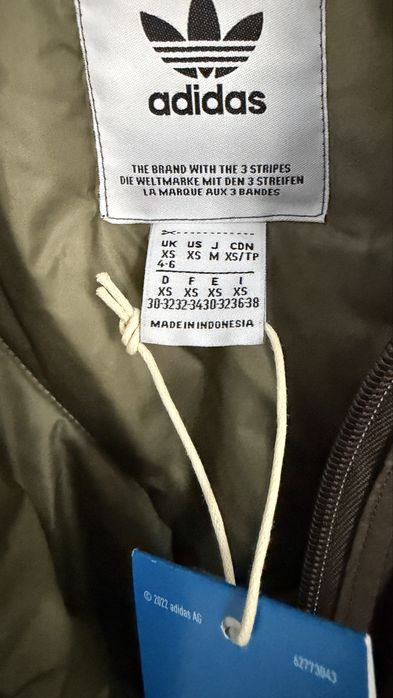 adidas
THE BRAND WITH THE 3 STRIPES
DIE WELTMARKE MIT DEN 3 STREIFEN
LA MARQUE AUX 3 BANDES
UK US J CDN
XS XS M XS/TP
4-6
D F E I
XS XS XS XS
30-32 32-34 30-32 36-38
MADE IN INDONESIA
© 2022 adidas AG
62773043